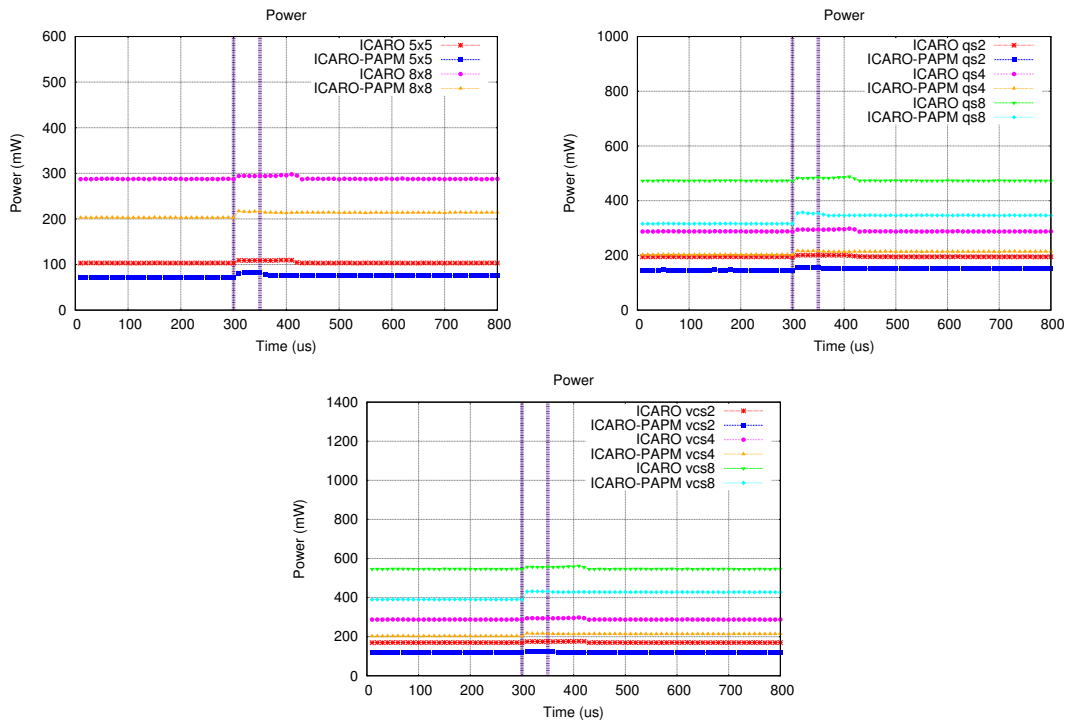 Power
600
500
400
300
200
100
0
Power (mW)
ICARO 5x5
ICARO-PAPM 5x5
ICARO 8x8
ICARO-PAPM 8x8
0 100 200 300 400 500 600 700 800
Time (us)
Power
1000
800
600
400
200
0
Power (mW)
ICARO qs2
ICARO-PAPM qs2
ICARO qs4
ICARO-PAPM qs4
ICARO qs8
ICARO-PAPM qs8
0 100 200 300 400 500 600 700 800
Time (us)
Power
1400
1200
1000
800
600
400
200
0
Power (mW)
ICARO vcs2
ICARO-PAPM vcs2
ICARO vcs4
ICARO-PAPM vcs4
ICARO vcs8
ICARO-PAPM vcs8
0 100 200 300 400 500 600 700 800
Time (us)